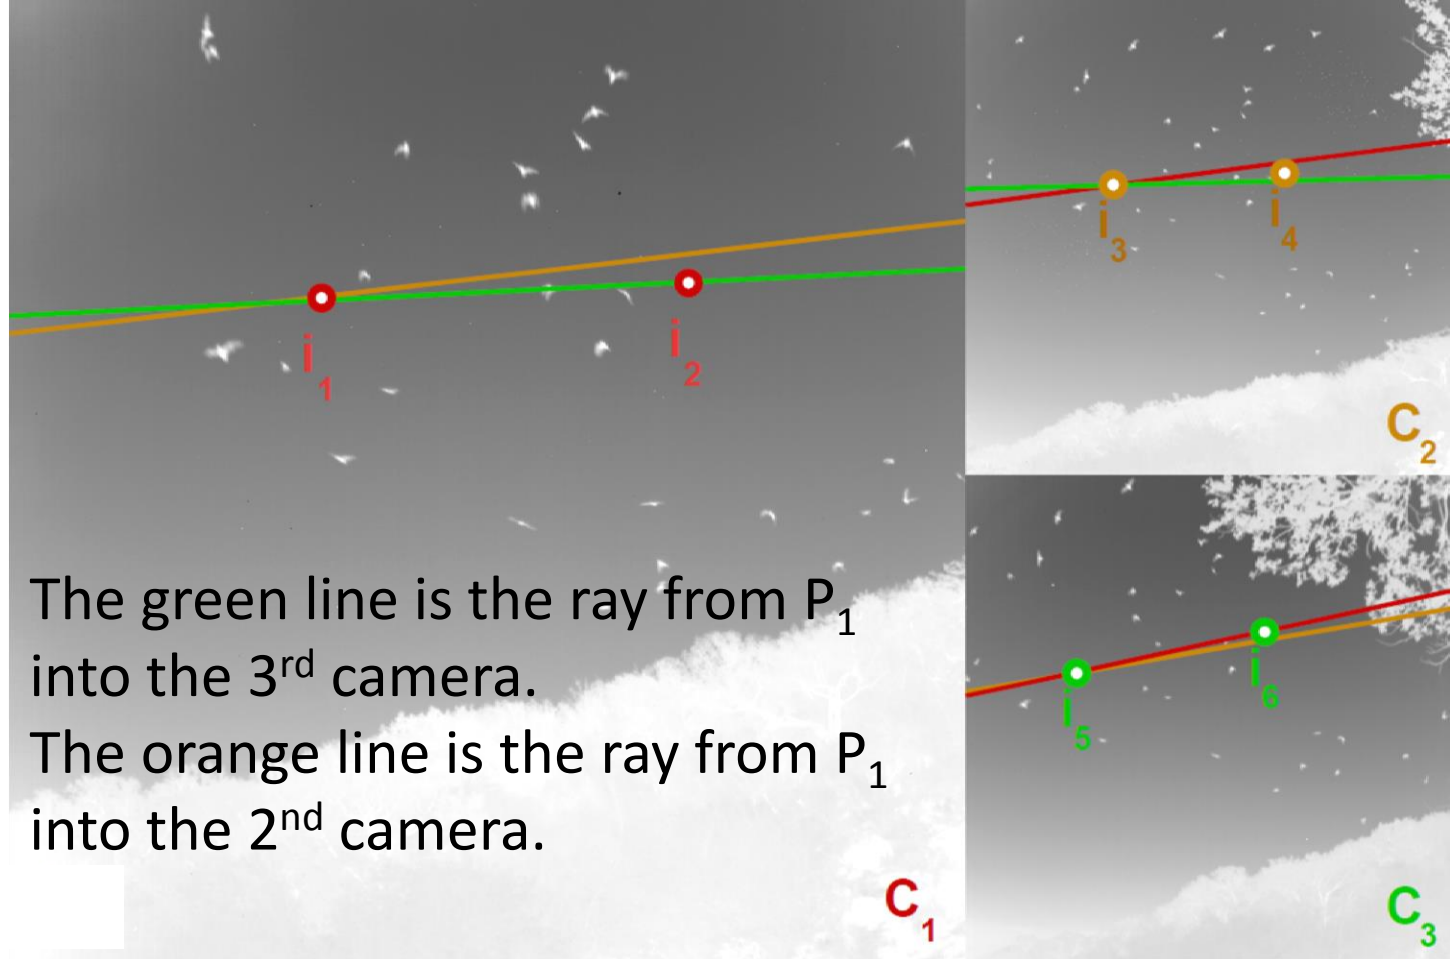 i1
i2
i3
i4
C2
i5
i6
The green line is the ray from P1
into the 3rd camera.
The orange line is the ray from P1
into the 2nd camera.
C1
C3